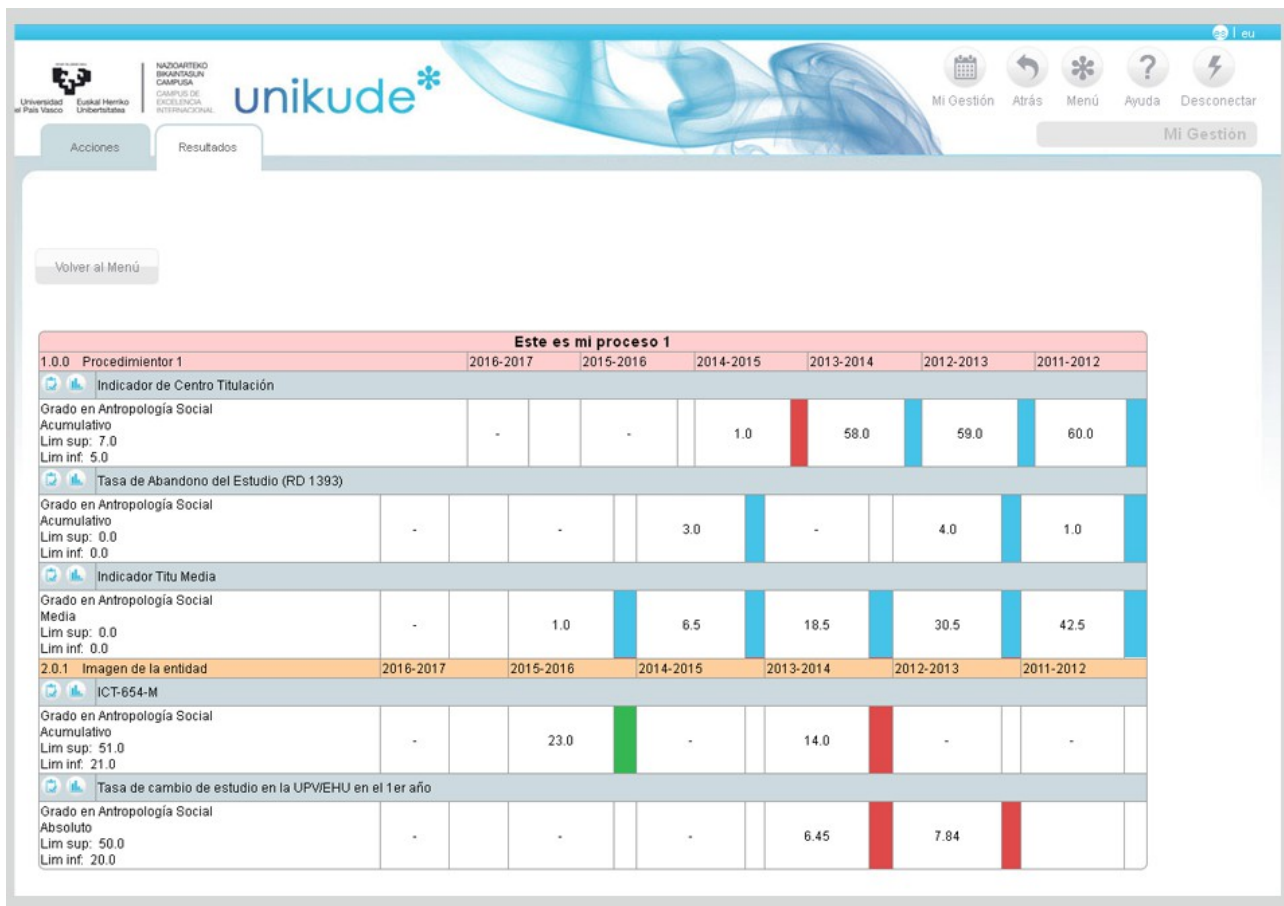 es | eu
Universidad Euskal Herriko
el País Vasco Unibertsitatea
NAZIOARTEKO
BIKAINTASUN
CAMPUSA
CAMPUS DE
EXCELENCIA
INTERNACIONAL
unikude*
Mi Gestión Atrás Menú Ayuda Desconectar
Mi Gestión
Acciones Resultados
Volver al Menú
Este es mi proceso 1
1.0.0 Procedimientor 1 2016-2017 2015-2016 2014-2015 2013-2014 2012-2013 2011-2012
Indicador de Centro Titulación
Grado en Antropología Social
Acumulativo
Lim sup: 7.0
Lim inf: 5.0
- - 1.0 58.0 59.0 60.0
Tasa de Abandono del Estudio (RD 1393)
Grado en Antropología Social
Acumulativo
Lim sup: 0.0
Lim inf: 0.0
- - 3.0 - 4.0 1.0
Indicador Titu Media
Grado en Antropología Social
Media
Lim sup: 0.0
Lim inf: 0.0
- 1.0 6.5 18.5 30.5 42.5
2.0.1 Imagen de la entidad 2016-2017 2015-2016 2014-2015 2013-2014 2012-2013 2011-2012
ICT-654-M
Grado en Antropología Social
Acumulativo
Lim sup: 51.0
Lim inf: 21.0
- 23.0 - 14.0 - -
Tasa de cambio de estudio en la UPV/EHU en el 1er año
Grado en Antropología Social
Absoluto
Lim sup: 50.0
Lim inf: 20.0
- - - 6.45 7.84